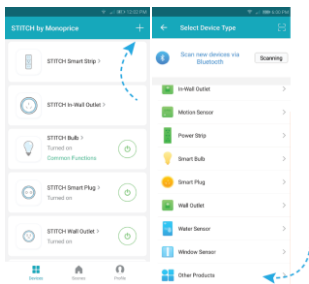 STITCH by Monoprice
STITCH Smart Strip >
STITCH In-Wall Outlet >
STITCH Bulb >
Turned on
Common Functions
STITCH Smart Plug >
Turned on
STITCH Wall Outlet >
Turned on
Devices
Scenes
Profile
Select Device Type
Scan new devices via
Bluetooth
Scanning
In-Wall Outlet
Motion Sensor
Power Strip
Smart Bulb
Smart Plug
Wall Outlet
Water Sensor
Window Sensor
Other Products